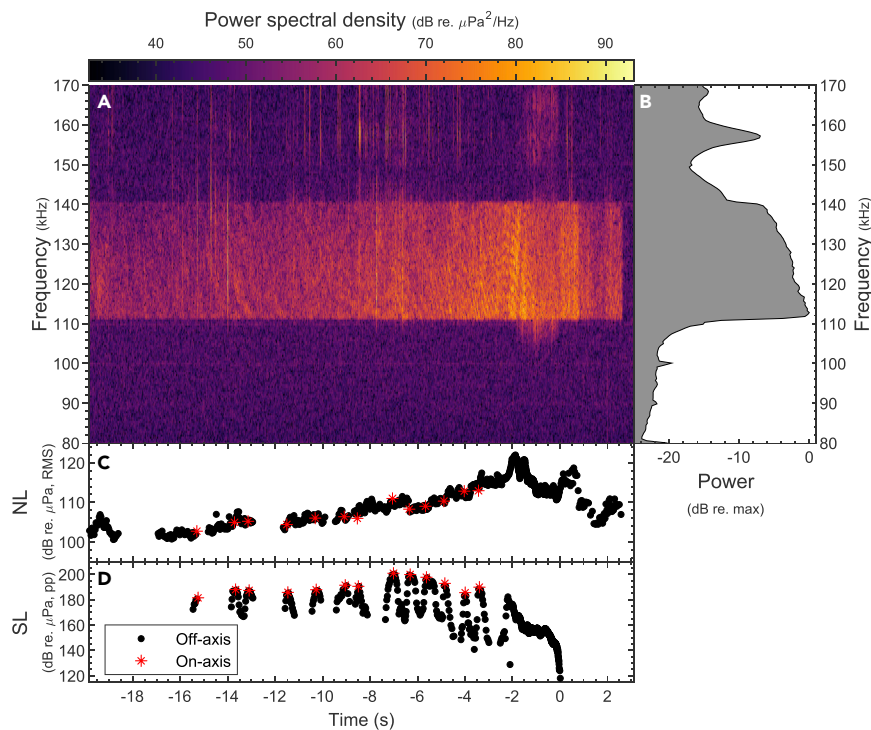 Power spectral density (dB re. μPa²/Hz)
40 50 60 70 80 90
A
B
170 160 150 140 130 120 110 100 90 80
Frequency (kHz)
170 160 150 140 130 120 110 100 90 80
Frequency (kHz)
-20 -10 0
Power
(dB re. max)
C
120 110 100
NL
(dB re. μPa, RMS)
D
200 180 160 140 120
SL
(dB re. μPa, pp)
Off-axis
On-axis
-18 -16 -14 -12 -10 -8 -6 -4 -2 0 2
Time (s)